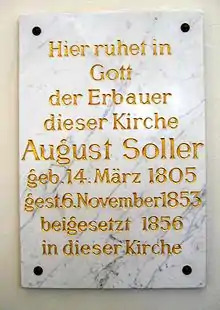 Hier ruhet in
Gott
der Erbauer
dieser Kirche
August Soller
geb. 14. März 1805
gest. 6. November 1853
beigesetzt 1856
in dieser Kirche